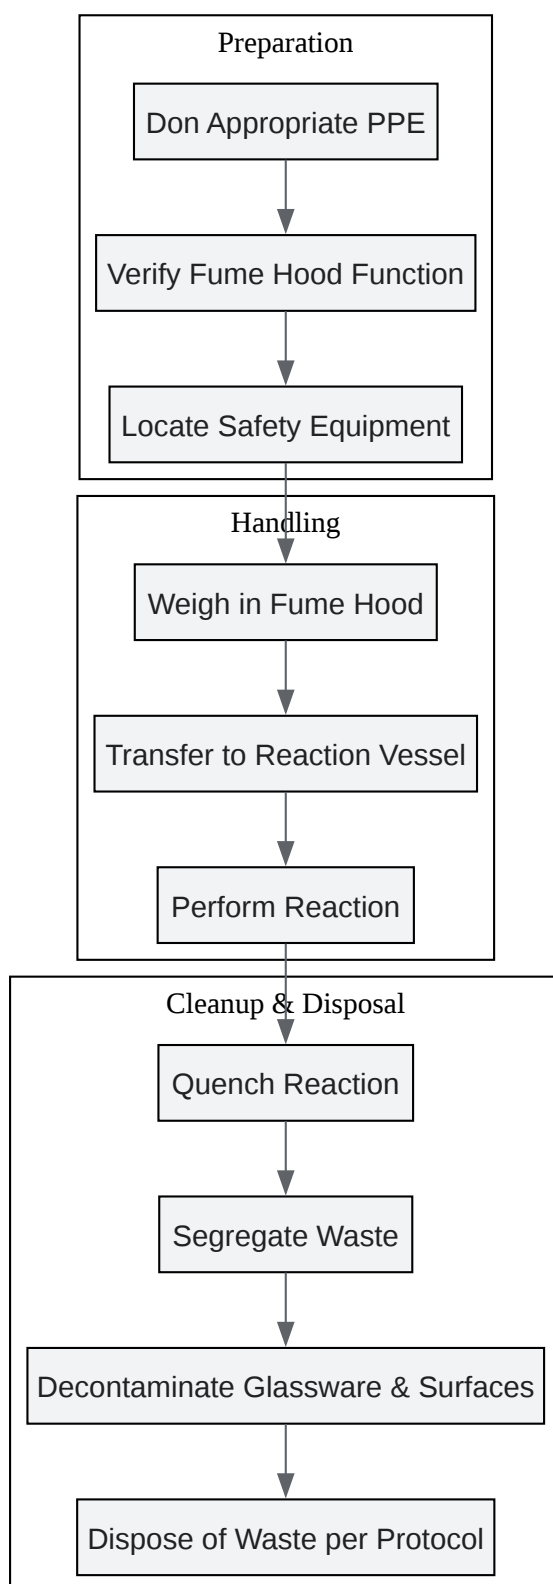 Preparation
Don Appropriate PPE
Verify Fume Hood Function
Locate Safety Equipment
Handling
Weigh in Fume Hood
Transfer to Reaction Vessel
Perform Reaction
Cleanup & Disposal
Quench Reaction
Segregate Waste
Decontaminate Glassware & Surfaces
Dispose of Waste per Protocol